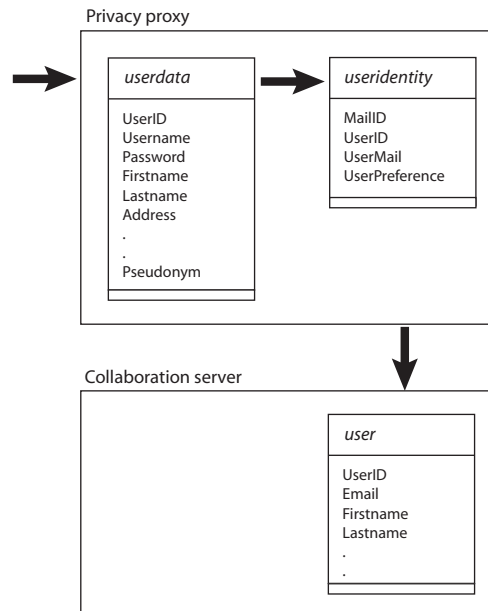 Privacy proxy
userdata
UserID
Username
Password
Firstname
Lastname
Address
.
.
Pseudonym
useridentity
MailID
UserID
UserMail
UserPreference
Collaboration server
user
UserID
Email
Firstname
Lastname
.
.